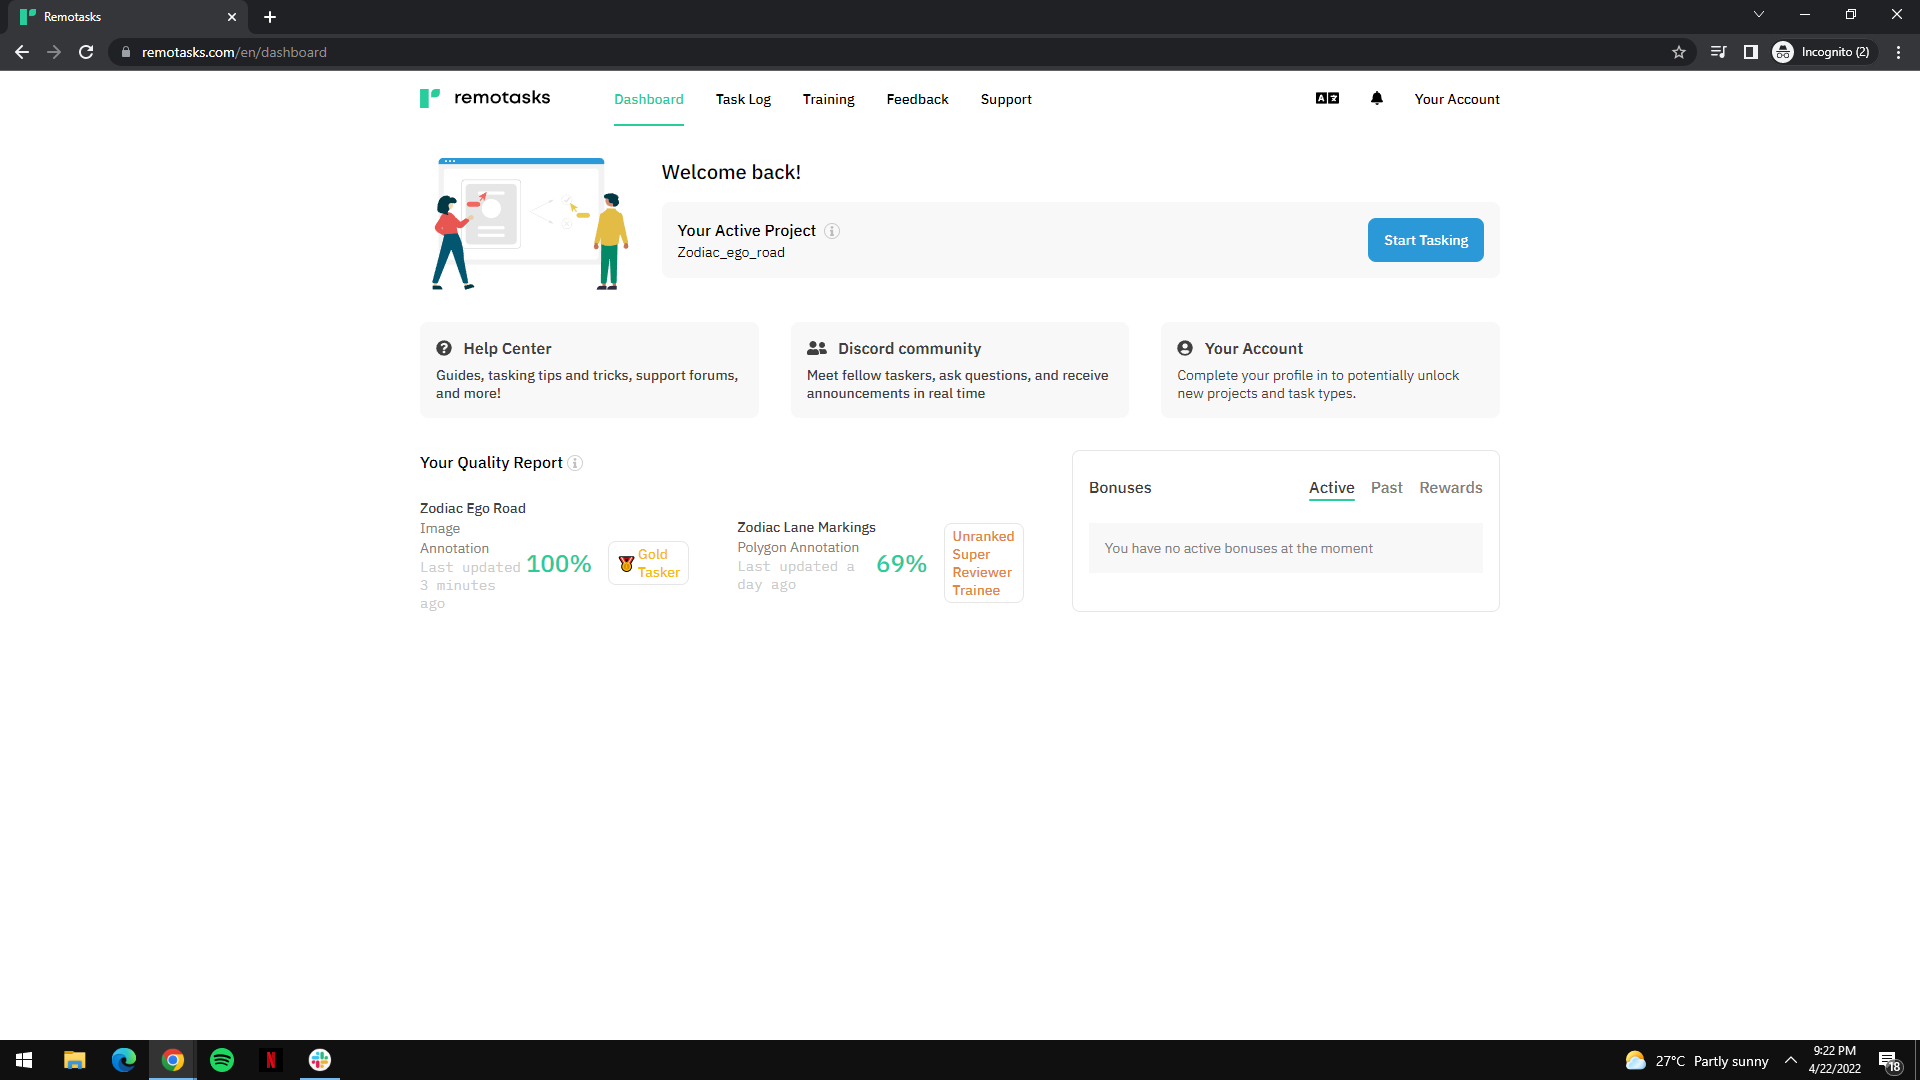 Remotasks
remotasks.com/en/dashboard
Incognito (2)
remotasks
Dashboard
Task Log
Training
Feedback
Support
Your Account
Welcome back!
Your Active Project
Zodiac_ego_road
Start Tasking
Help Center
Guides, tasking tips and tricks, support forums,
and more!
Discord community
Meet fellow taskers, ask questions, and receive
announcements in real time
Your Account
Complete your profile in to potentially unlock
new projects and task types.
Your Quality Report
Zodiac Ego Road
Image
Annotation
Last updated
3 minutes
ago
100%
Gold
Tasker
Zodiac Lane Markings
Polygon Annotation
Last updated a
day ago
69%
Unranked
Super
Reviewer
Trainee
Bonuses
Active
Past
Rewards
You have no active bonuses at the moment
27°C Partly sunny
9:22 PM
4/22/2022
18